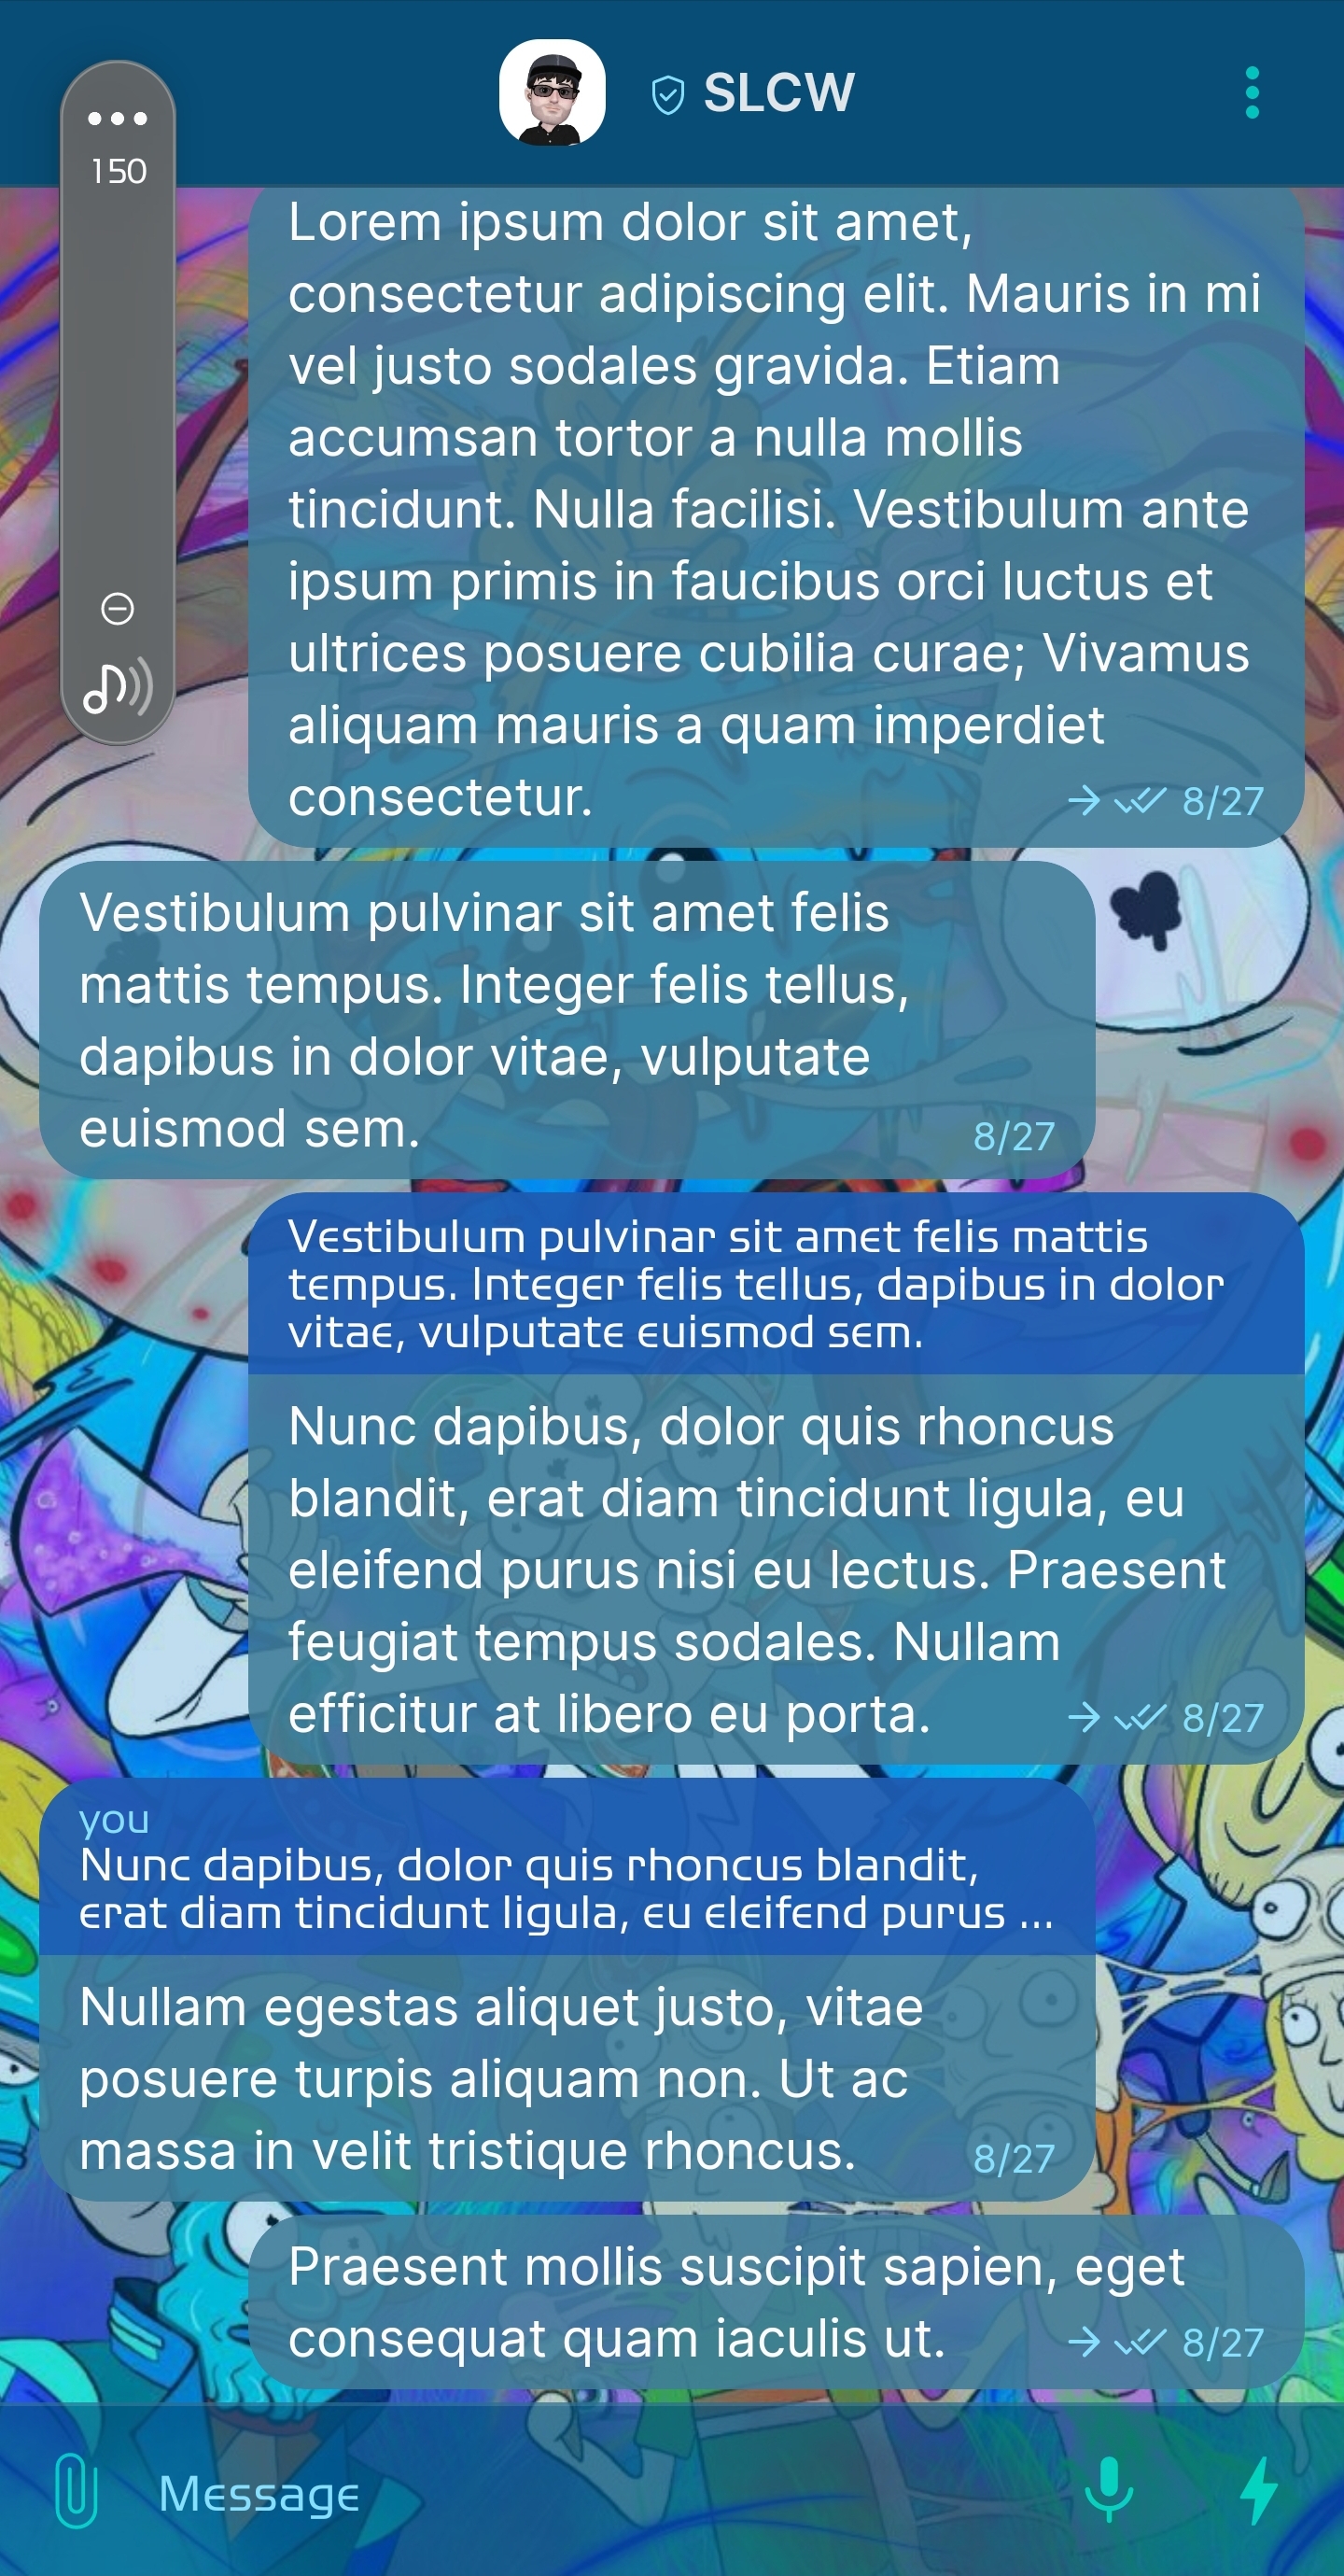 SLCW
150
Lorem ipsum dolor sit amet,
consectetur adipiscing elit. Mauris in mi
vel justo sodales gravida. Etiam
accumsan tortor a nulla mollis
tincidunt. Nulla facilisi. Vestibulum ante
ipsum primis in faucibus orci luctus et
ultrices posuere cubilia curae; Vivamus
aliquam mauris a quam imperdiet
consectetur.
8/27
Vestibulum pulvinar sit amet felis
mattis tempus. Integer felis tellus,
dapibus in dolor vitae, vulputate
euismod sem.
8/27
Vestibulum pulvinar sit amet felis mattis
tempus. Integer felis tellus, dapibus in dolor
vitae, vulputate euismod sem.
Nunc dapibus, dolor quis rhoncus
blandit, erat diam tincidunt ligula, eu
eleifend purus nisi eu lectus. Praesent
feugiat tempus sodales. Nullam
efficitur at libero eu porta.
8/27
you
Nunc dapibus, dolor quis rhoncus blandit,
erat diam tincidunt ligula, eu eleifend purus ...
Nullam egestas aliquet justo, vitae
posuere turpis aliquam non. Ut ac
massa in velit tristique rhoncus.
8/27
Praesent mollis suscipit sapien, eget
consequat quam iaculis ut.
8/27
Message